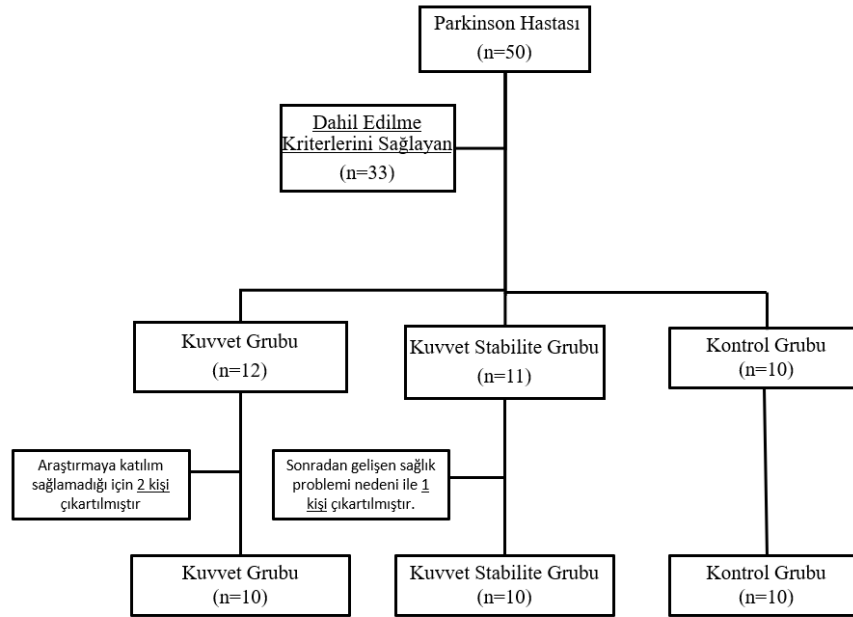 Parkinson Hastası
(n=50)
Dahil Edilme
Kriterlerini Sağlayan
(n=33)
Kuvvet Grubu
(n=12)
Kuvvet Stabilite Grubu
(n=11)
Kontrol Grubu
(n=10)
Araştırmaya katılım
sağlamadığı için 2 kişi
çıkartılmıştır
Sonradan gelişen sağlık
problemi nedeni ile 1
kişi çıkartılmıştır.
Kuvvet Grubu
(n=10)
Kuvvet Stabilite Grubu
(n=10)
Kontrol Grubu
(n=10)